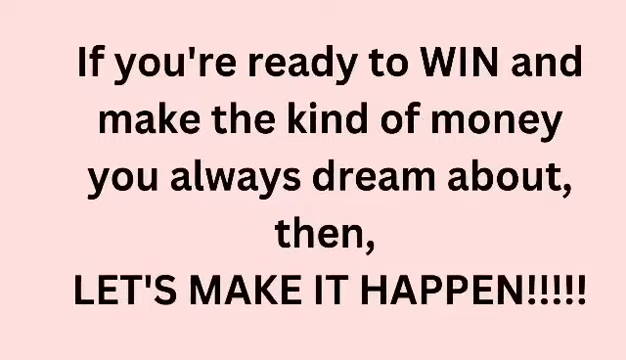 If you're ready to WIN and
make the kind of money
you always dream about,
then,
LET'S MAKE IT HAPPEN!!!!!